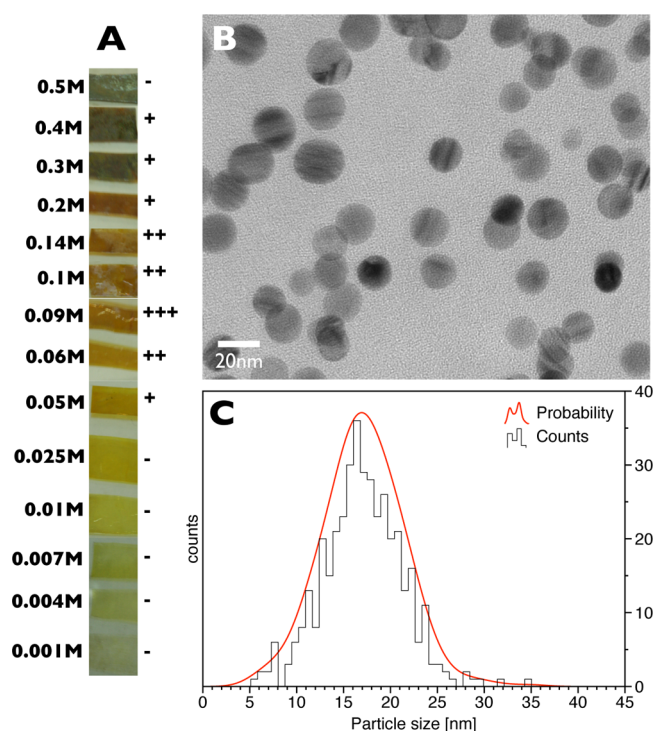 A
0.5M -
0.4M +
0.3M +
0.2M +
0.14M ++
0.1M ++
0.09M +++
0.06M ++
0.05M +
0.025M -
0.01M -
0.007M -
0.004M -
0.001M -
B
20nm
C
Probability
Counts
counts
40
30
20
10
0
0 5 10 15 20 25 30 35 40 45
Particle size [nm]